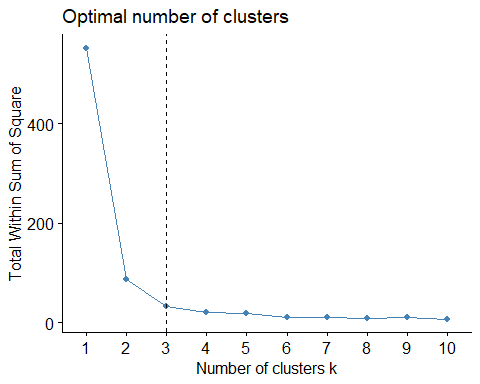 Optimal number of clusters
Total Within Sum of Square
400
200
0
1 2 3 4 5 6 7 8 9 10
Number of clusters k